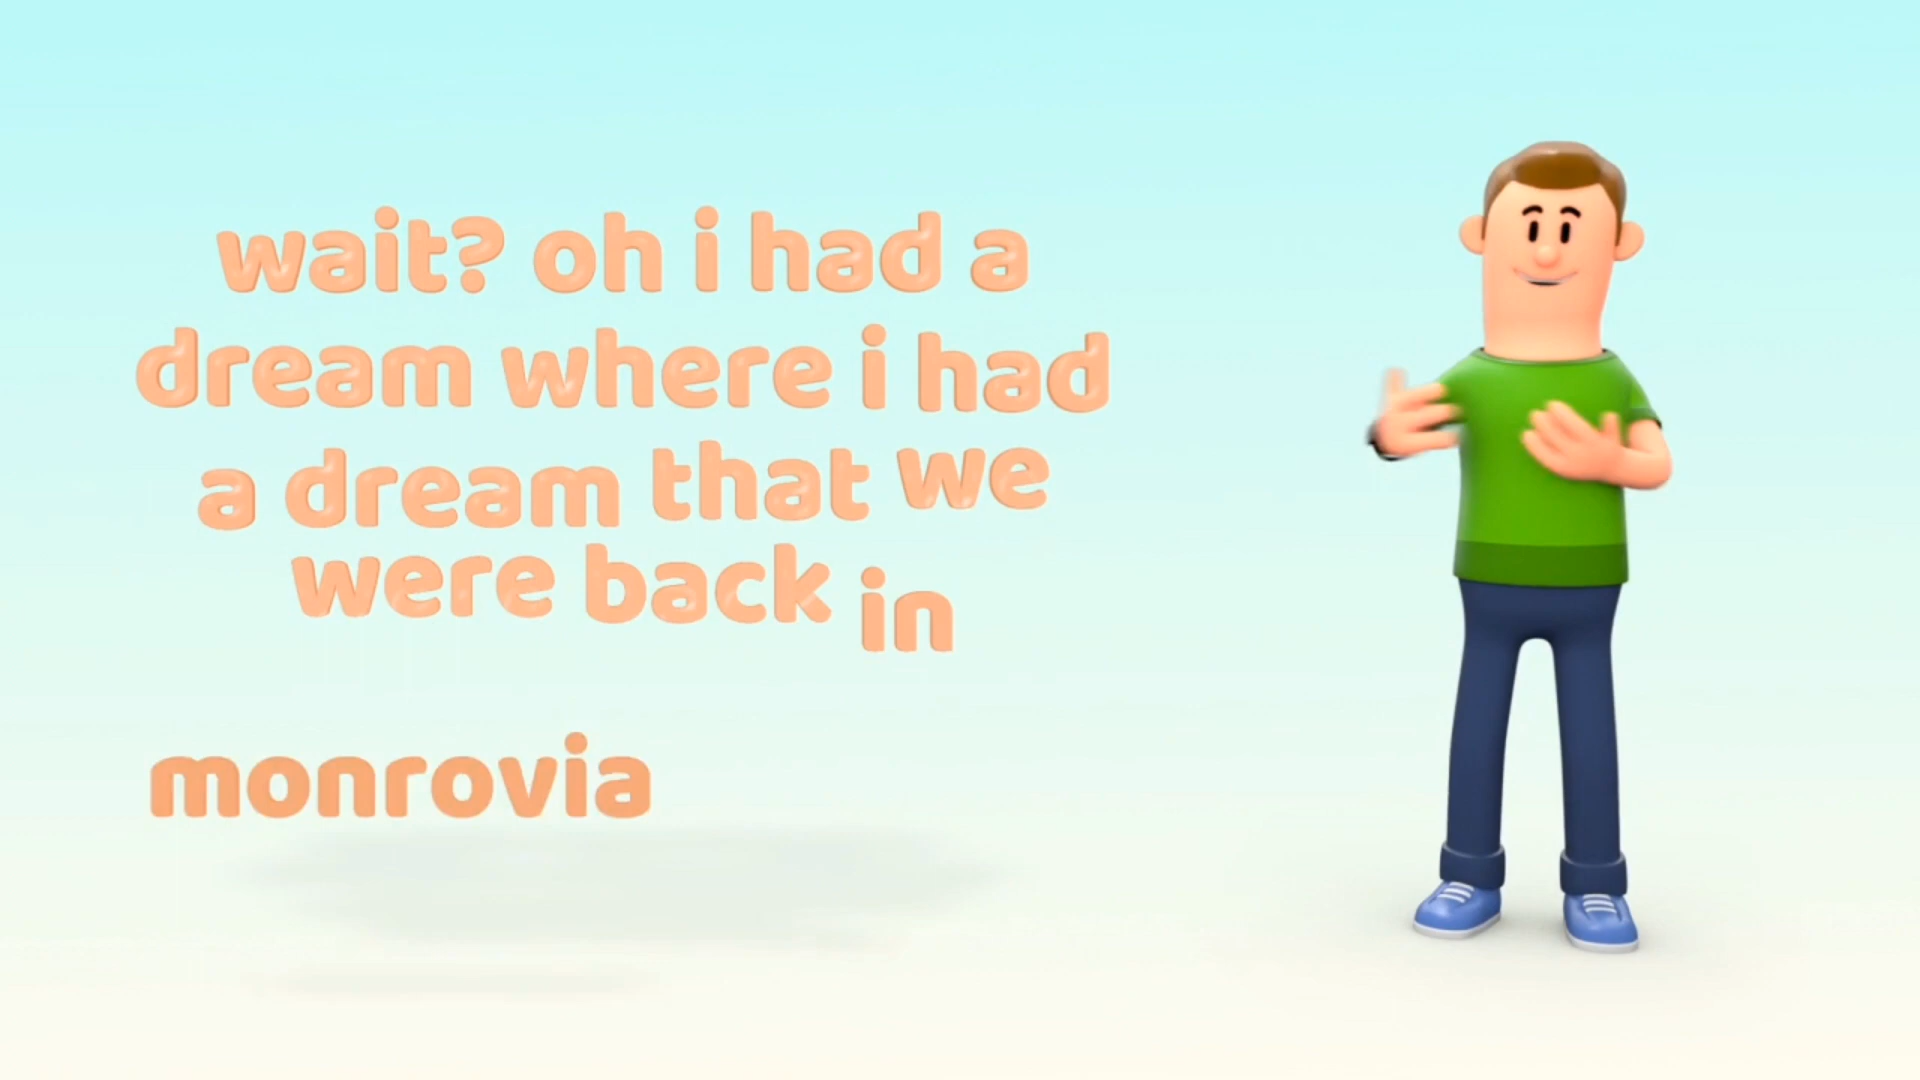 wait? oh i had a
dream where i had
a dream that we
were back in
monrovia